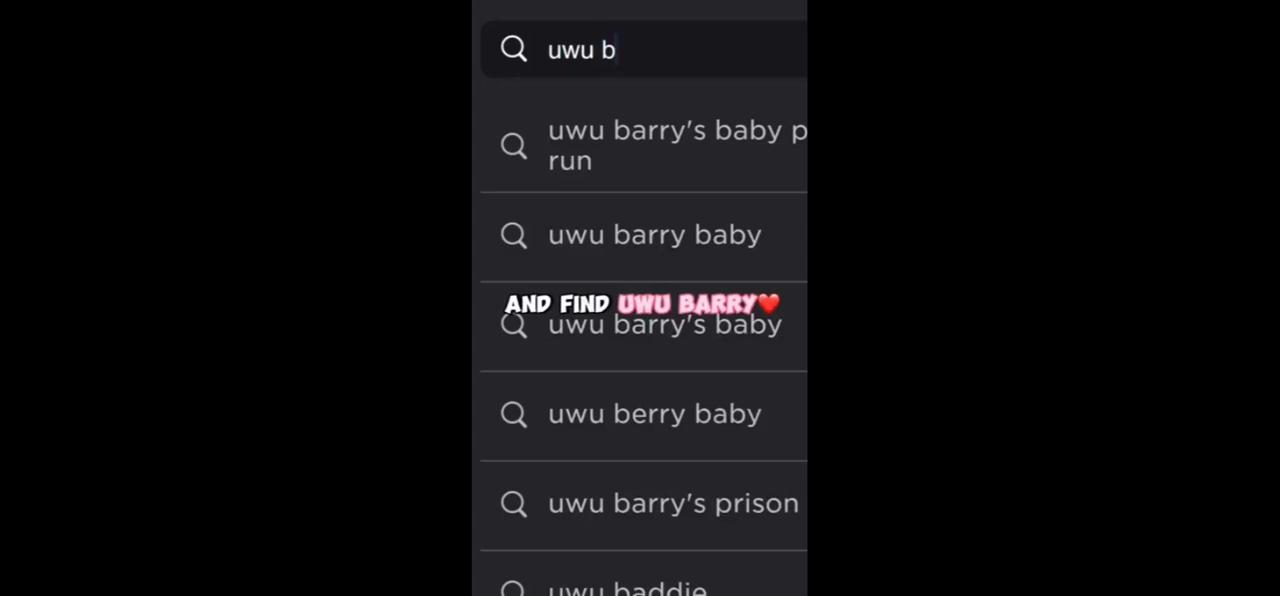 uwu b
uwu barry's baby p
run
uwu barry baby
AND FIND UWU BARRY❤️
uwu barry's baby
uwu berry baby
uwu barry's prison
uwu baddie